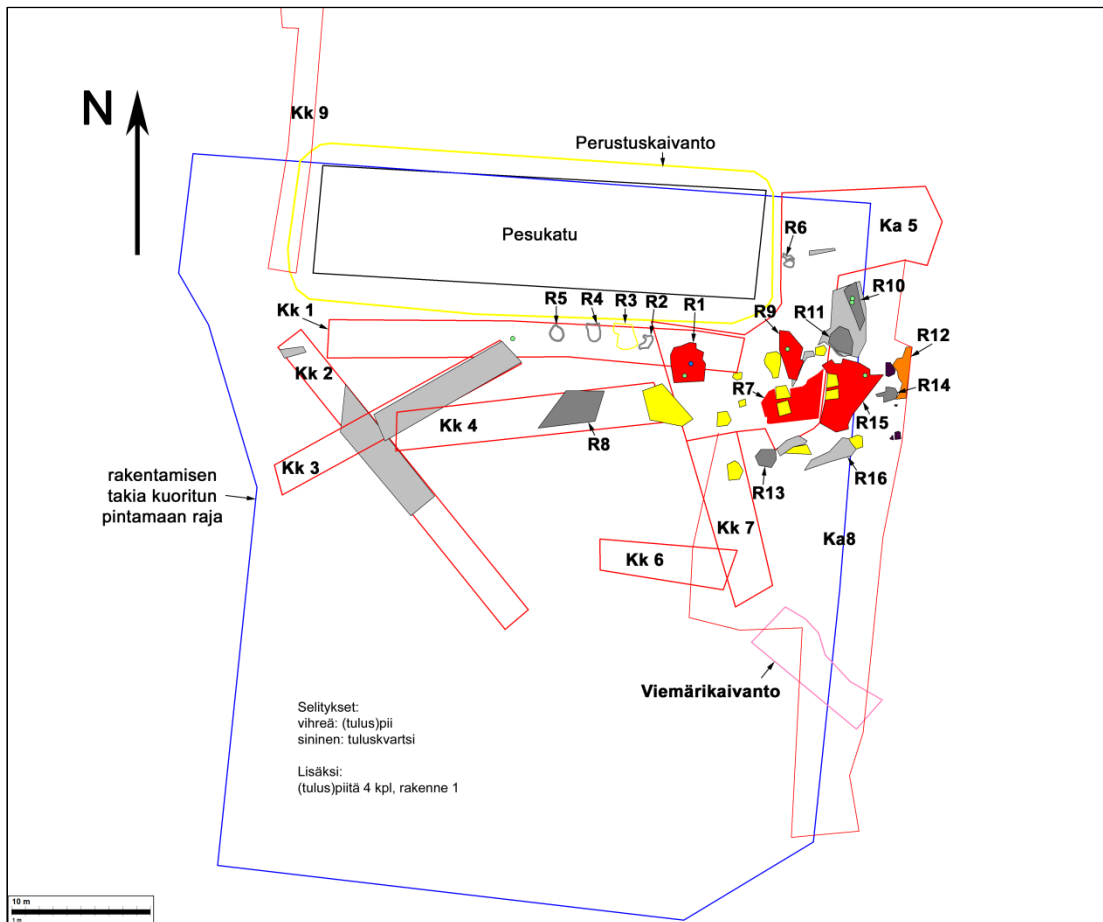 N
Kk 9
Perustuskaivanto
Pesukatu
R6
Ka 5
Kk 1
R5
R4
R3
R2
R1
R9
R11
R10
R12
Kk 2
R7
R14
Kk 4
R8
R15
Kk 3
R13
R16
rakentamisen
takia kuoritun
pintamaan raja
Kk 7
Ka8
Kk 6
Viemärikaivanto
Selitykset:
vihreä: (tulus)pii
sininen: tuluskvartsi
Lisäksi:
(tulus)piitä 4 kpl, rakenne 1
10 m
1 m